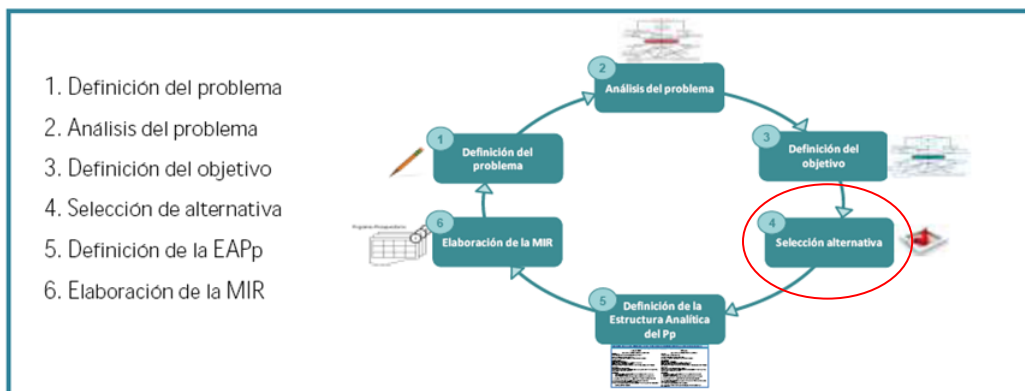 1. Definición del problema
2. Análisis del problema
3. Definición del objetivo
4. Selección de alternativa
5. Definición de la EAPp
6. Elaboración de la MIR
2
Análisis del problema
1
Definición del
problema
3
Definición del
objetivo
6
Elaboración de la MIR
4
Selección alternativa
5
Definición de la
Estructura Analítica
del Pp